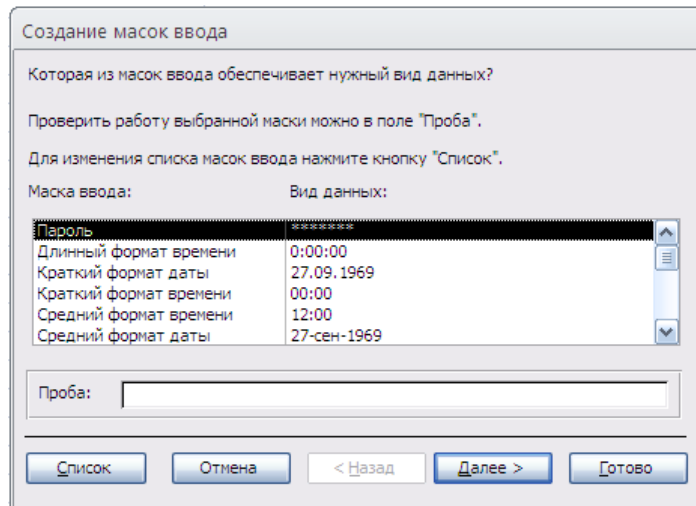 Создание масок ввода
Которая из масок ввода обеспечивает нужный вид данных?
Проверить работу выбранной маски можно в поле "Проба".
Для изменения списка масок ввода нажмите кнопку "Список".
Маска ввода: Вид данных:
Пароль *******
Длинный формат времени 0:00:00
Краткий формат даты 27.09.1969
Краткий формат времени 00:00
Средний формат времени 12:00
Средний формат даты 27-сен-1969
Проба:
Список Отмена < Назад Далее > Готово